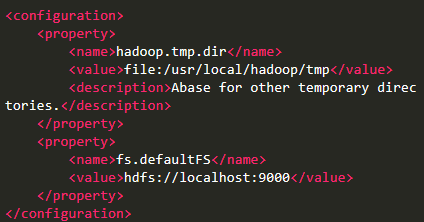 <configuration>
    <property>
        <name>hadoop.tmp.dir</name>
        <value>file:/usr/local/hadoop/tmp</value>
        <description>Abase for other temporary direc
tories.</description>
    </property>
    <property>
        <name>fs.defaultFS</name>
        <value>hdfs://localhost:9000</value>
    </property>
</configuration>